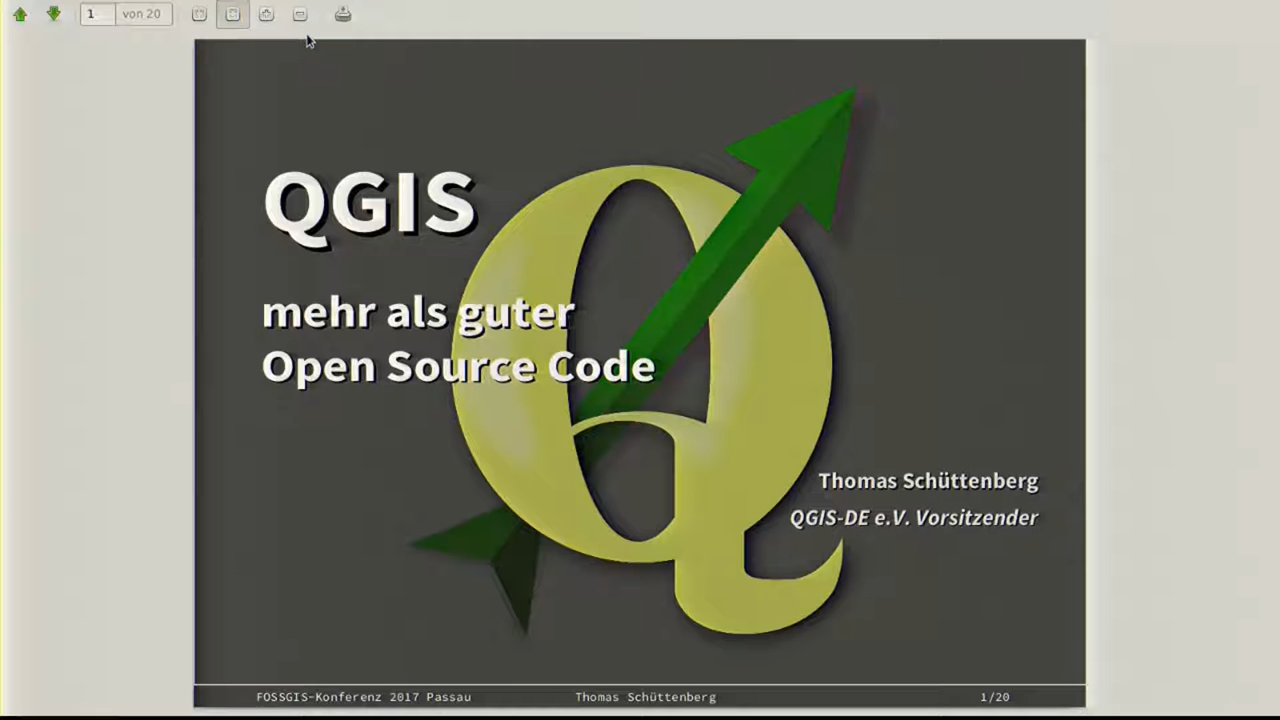 1 von 20
QGIS
mehr als guter
Open Source Code
Thomas Schüttenberg
QGIS-DE e.V. Vorsitzender
FOSSGIS-Konferenz 2017 Passau Thomas Schüttenberg 1/20